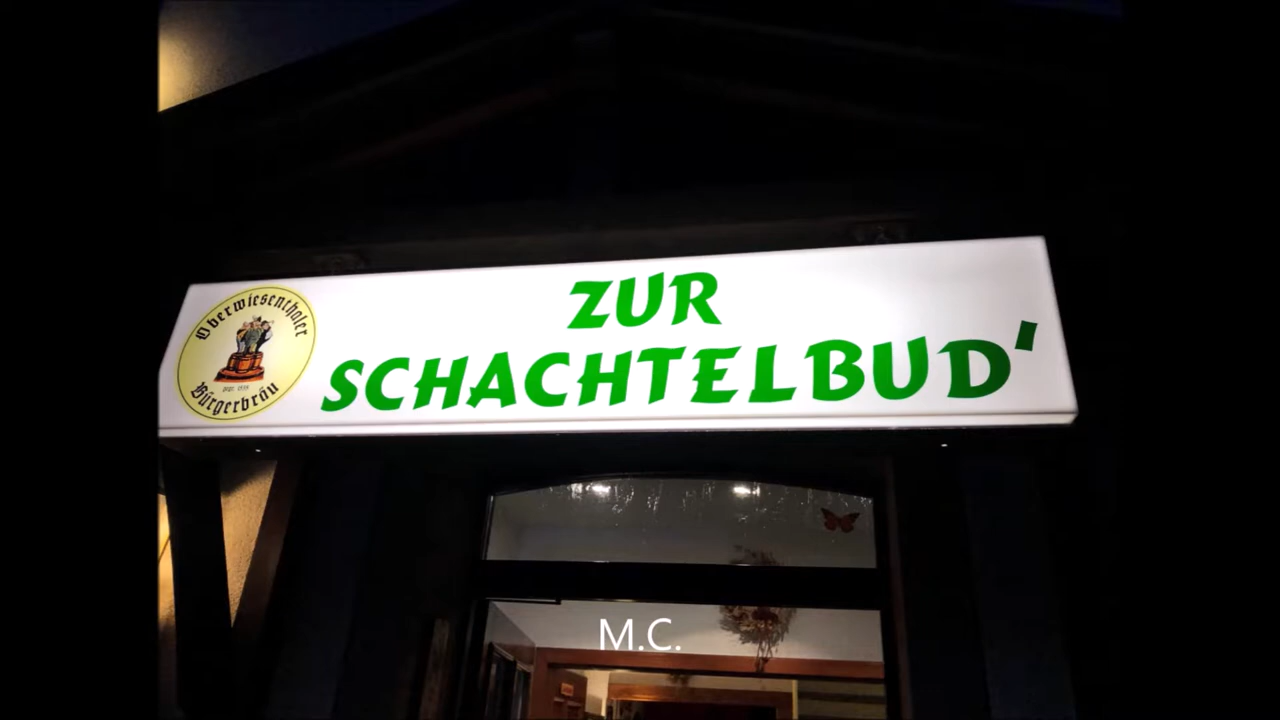 Oberwiesenthaler
Bürgerbräu
ZUR
SCHACHTELBUD'
M.C.